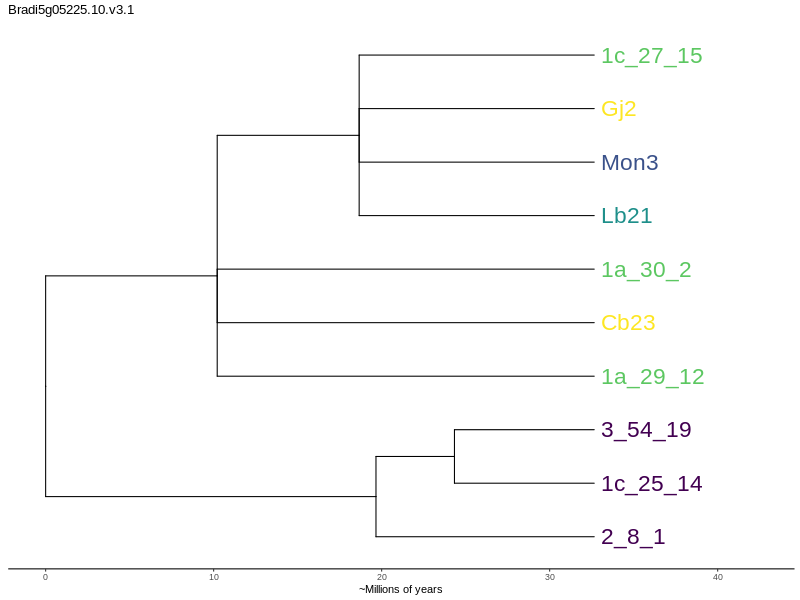 Bradi5g05225.10.v3.1
1c_27_15
Gj2
Mon3
Lb21
1a_30_2
Cb23
1a_29_12
3_54_19
1c_25_14
2_8_1
0 10 20 30 40
~Millions of years